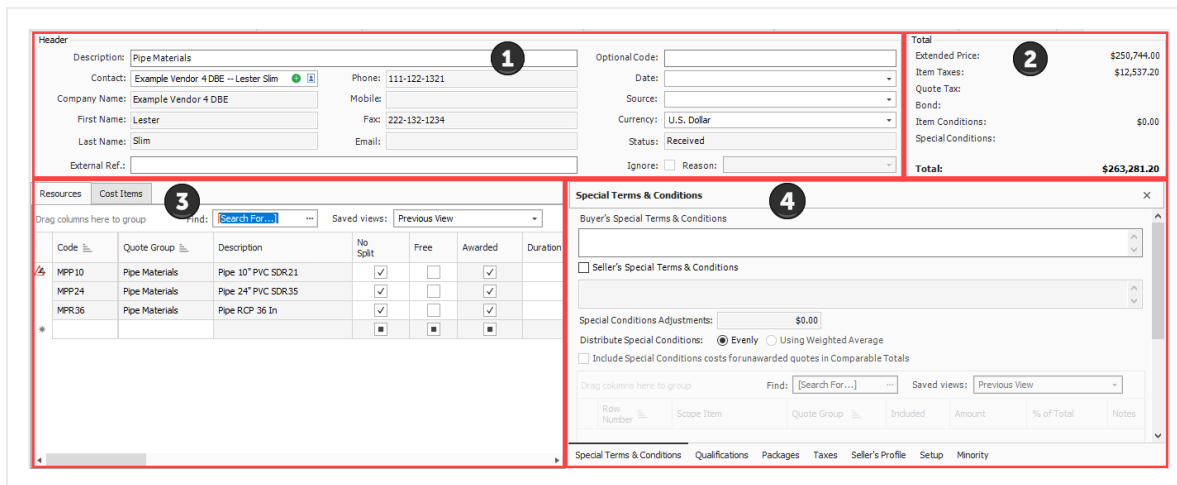 Header
1
Description: Pipe Materials
Contact: Example Vendor 4 DBE -- Lester Slim
Phone: 111-122-1321
Company Name: Example Vendor 4 DBE
Mobile:
First Name: Lester
Fax: 222-132-1234
Last Name: Slim
Email:
External Ref.:
Optional Code:
Date:
Source:
Currency: U.S. Dollar
Status: Received
Ignore: Reason:
Total
2
Extended Price: $250,744.00
Item Taxes: $12,537.20
Quote Tax:
Bond:
Item Conditions: $0.00
Special Conditions:
Total: $263,281.20
Resources Cost Items
3
Drag columns here to group Find: [Search For...] ... Saved views: Previous View
Code Quote Group Description No Split Free Awarded Duration
MPP10 Pipe Materials Pipe 10" PVC SDR21
MPP24 Pipe Materials Pipe 24" PVC SDR35
MPR36 Pipe Materials Pipe RCP 36 In
Special Terms & Conditions
4
Buyer's Special Terms & Conditions
Seller's Special Terms & Conditions
Special Conditions Adjustments: $0.00
Distribute Special Conditions: Evenly Using Weighted Average
Include Special Conditions costs for unawarded quotes in Comparable Totals
Drag columns here to group Find: [Search For...] ... Saved views: Previous View
Row Number Scope Item Quote Group Included Amount % of Total Notes
Special Terms & Conditions Qualifications Packages Taxes Seller's Profile Setup Minority